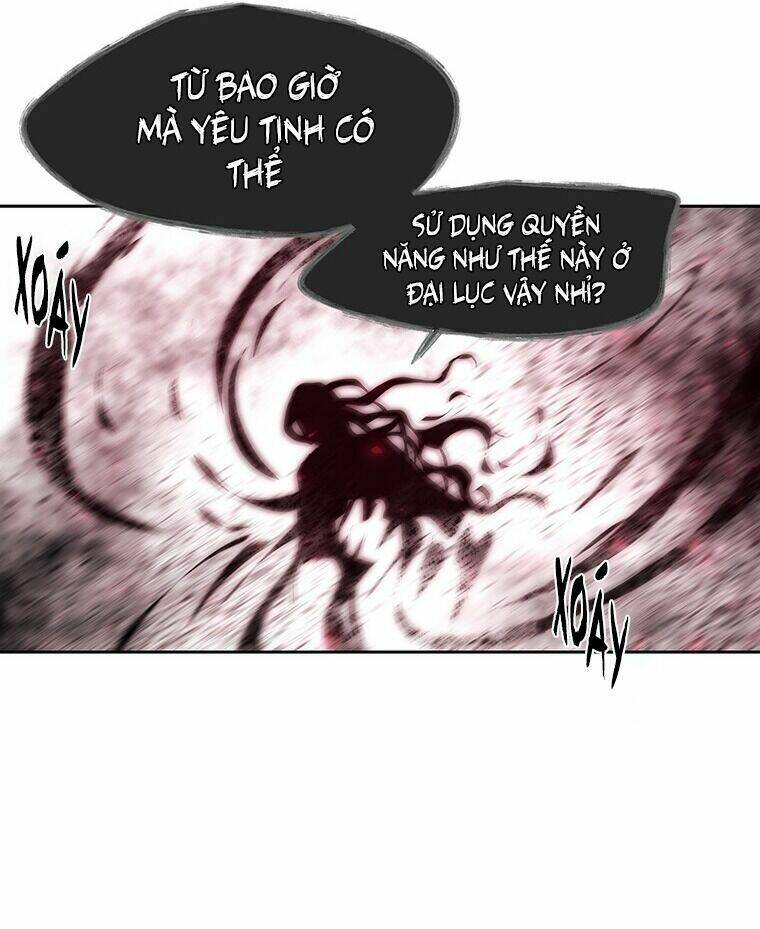 TỪ BAO GIỜ
MÀ YÊU TINH CÓ
THỂ
SỬ DỤNG QUYỀN
NĂNG NHƯ THẾ NÀY Ở
ĐẠI LỤC VẬY NHỈ?
XOÁY
XOÁY